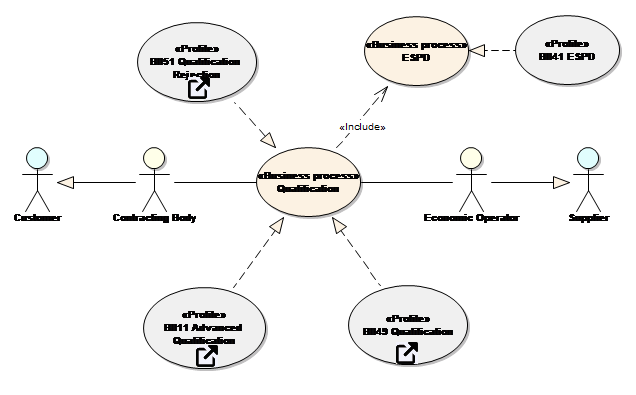 «Profile»
BII51 Qualification
Rejection
«Business process»
ESPD
«Profile»
BII41 ESPD
«Include»
«Business process»
Qualification
Customer
Contracting Body
Economic Operator
Supplier
«Profile»
BII11 Advanced
Qualification
«Profile»
BII49 Qualification